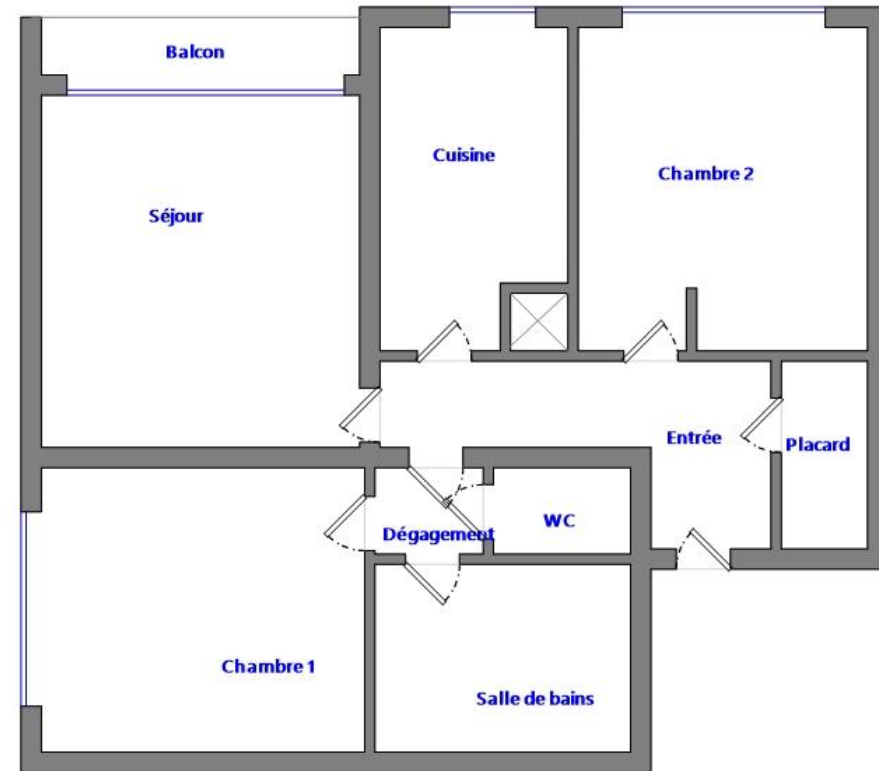 Balcon
Cuisine
Chambre 2
Séjour
Entrée
Placard
WC
Dégagement
Chambre 1
Salle de bains